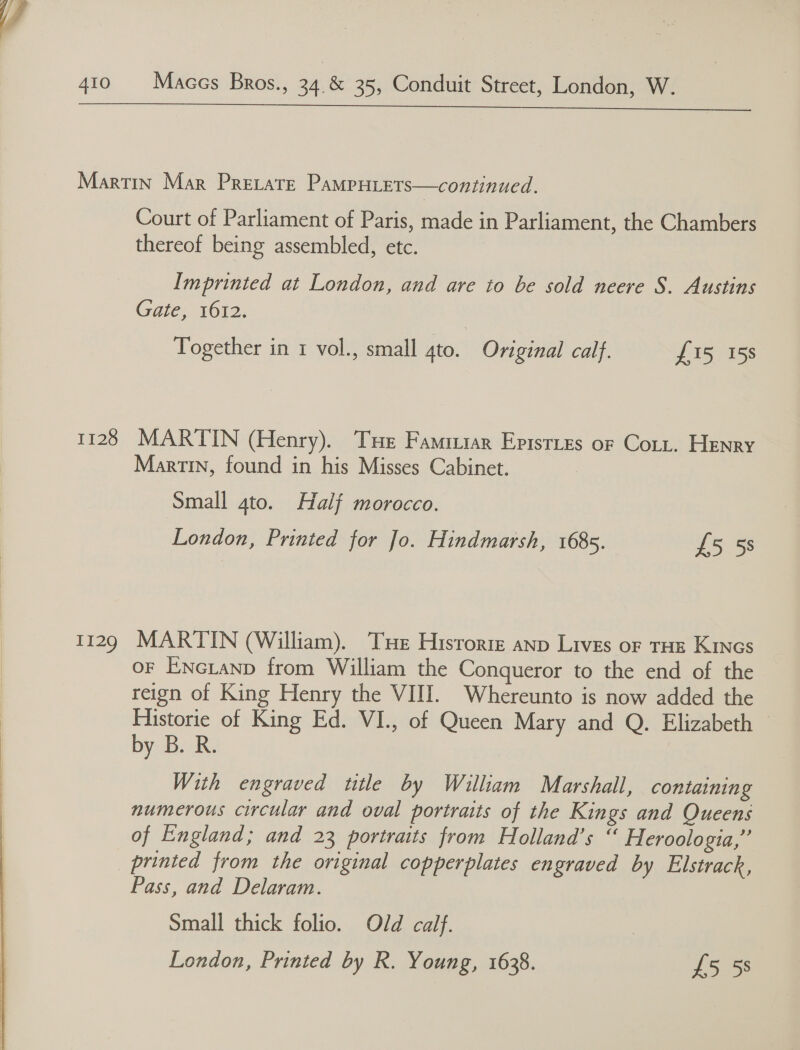 410 Maggs Bros., 34 & 35, Conduit Street, London, W.
Martin Mar Prelate Pamphlets—continued.
Court of Parliament of Paris, made in Parliament, the Chambers
thereof being assembled, etc.
Imprinted at London, and are to be sold neere S. Austins
Gate, 1612.
Together in 1 vol., small 4to. Original calf. £15 15s
1128 MARTIN (Henry). The Familiar Epistles of Coll. Henry
Martin, found in his Misses Cabinet.
Small 4to. Half morocco.
London, Printed for Jo. Hindmarsh, 1685. £5 5s
1129 MARTIN (William). The Historie and Lives of the Kings
of England from William the Conqueror to the end of the
reign of King Henry the VIII. Whereunto is now added the
Historie of King Ed. VI., of Queen Mary and Q. Elizabeth
by B. R.
With engraved title by William Marshall, containing
numerous circular and oval portraits of the Kings and Queens
of England; and 23 portraits from Holland's “ Heroologia,”
printed from the original copperplates engraved by Elstrack,
Pass, and Delaram.
Small thick folio. Old calf.
London, Printed by R. Young, 1638. £5 5s